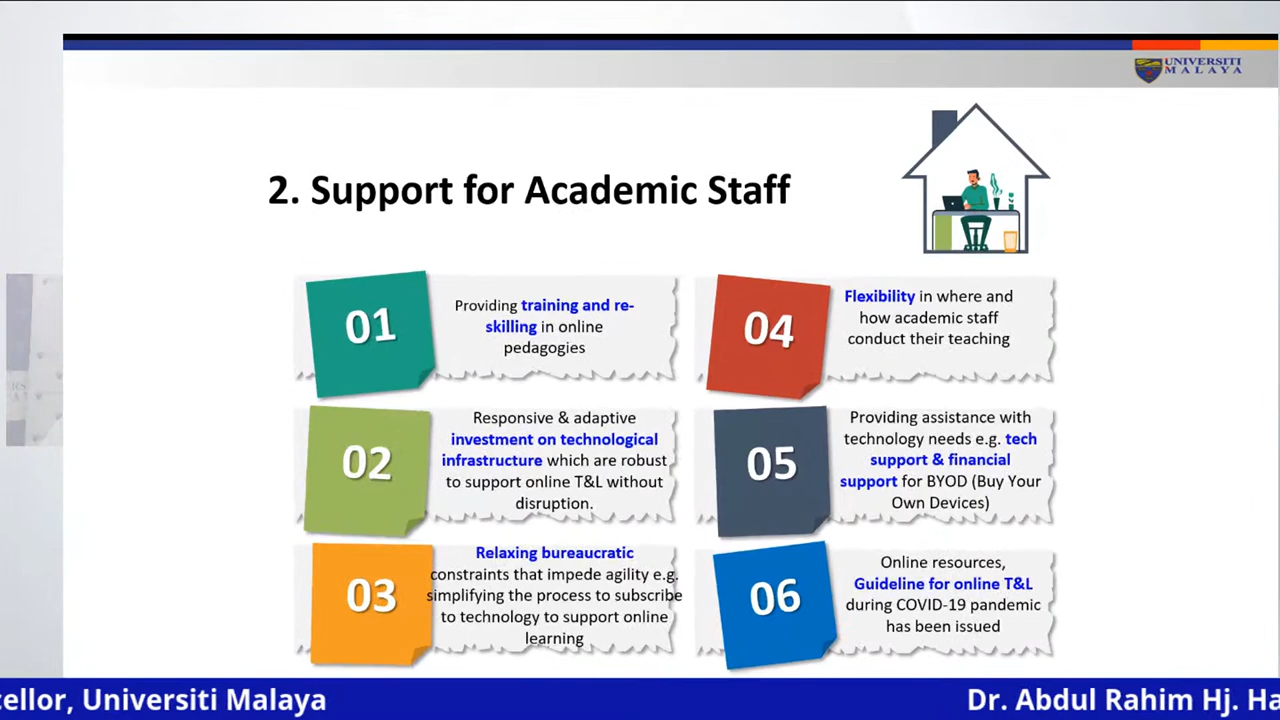 UNIVERSITI
MALAYA
2. Support for Academic Staff
01
Providing training and re-
skilling in online
pedagogies
02
Responsive & adaptive
investment on technological
infrastructure which are robust
to support online T&L without
disruption.
03
Relaxing bureaucratic
constraints that impede agility e.g.
simplifying the process to subscribe
to technology to support online
learning
04
Flexibility in where and
how academic staff
conduct their teaching
05
Providing assistance with
technology needs e.g. tech
support & financial
support for BYOD (Buy Your
Own Devices)
06
Online resources,
Guideline for online T&L
during COVID-19 pandemic
has been issued
cellor, Universiti Malaya
Dr. Abdul Rahim Hj. Ha